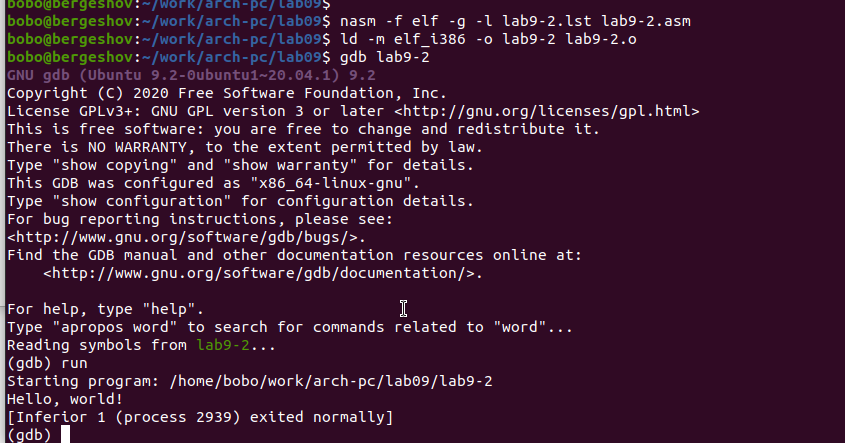 bobo@bergeshov:~/work/arch-pc/lab09$
bobo@bergeshov:~/work/arch-pc/lab09$ nasm -f elf -g -l lab9-2.lst lab9-2.asm
bobo@bergeshov:~/work/arch-pc/lab09$ ld -m elf_i386 -o lab9-2 lab9-2.o
bobo@bergeshov:~/work/arch-pc/lab09$ gdb lab9-2
GNU gdb (Ubuntu 9.2-0ubuntu1~20.04.1) 9.2
Copyright (C) 2020 Free Software Foundation, Inc.
License GPLv3+: GNU GPL version 3 or later <http://gnu.org/licenses/gpl.html>
This is free software: you are free to change and redistribute it.
There is NO WARRANTY, to the extent permitted by law.
Type "show copying" and "show warranty" for details.
This GDB was configured as "x86_64-linux-gnu".
Type "show configuration" for configuration details.
For bug reporting instructions, please see:
<http://www.gnu.org/software/gdb/bugs/>.
Find the GDB manual and other documentation resources online at:
    <http://www.gnu.org/software/gdb/documentation/>.

For help, type "help".
Type "apropos word" to search for commands related to "word"...
Reading symbols from lab9-2...
(gdb) run
Starting program: /home/bobo/work/arch-pc/lab09/lab9-2
Hello, world!
[Inferior 1 (process 2939) exited normally]
(gdb)